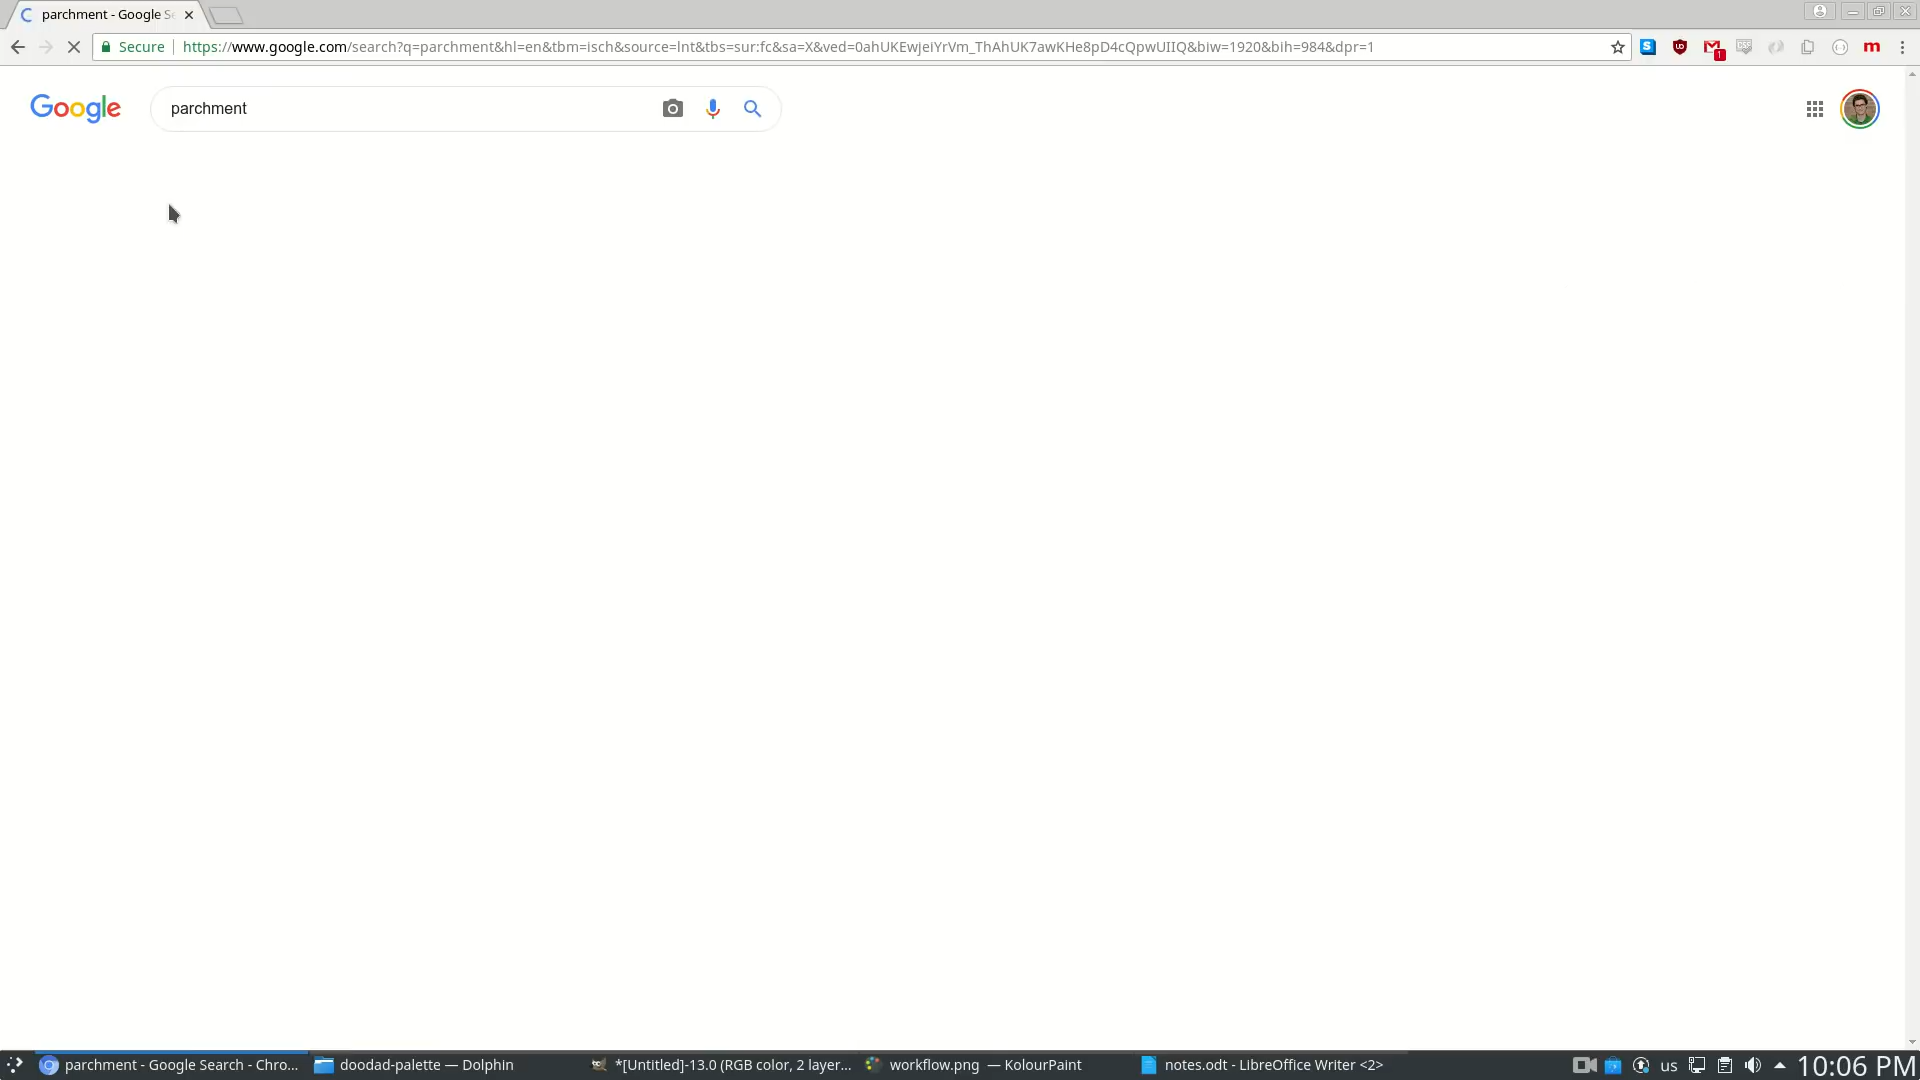 parchment - Google S
Secure
https://www.google.com/search?q=parchment&hl=en&tbm=isch&source=lnt&tbs=sur:fc&sa=X&ved=0ahUKEwjeiYrVm_ThAhUK7awKHe8pD4cQpwUIIQ&biw=1920&bih=984&dpr=1
Google
parchment
parchment - Google Search - Chro...
doodad-palette — Dolphin
*[Untitled]-13.0 (RGB color, 2 layer...
workflow.png — KolourPaint
notes.odt - LibreOffice Writer <2>
us
10:06 PM